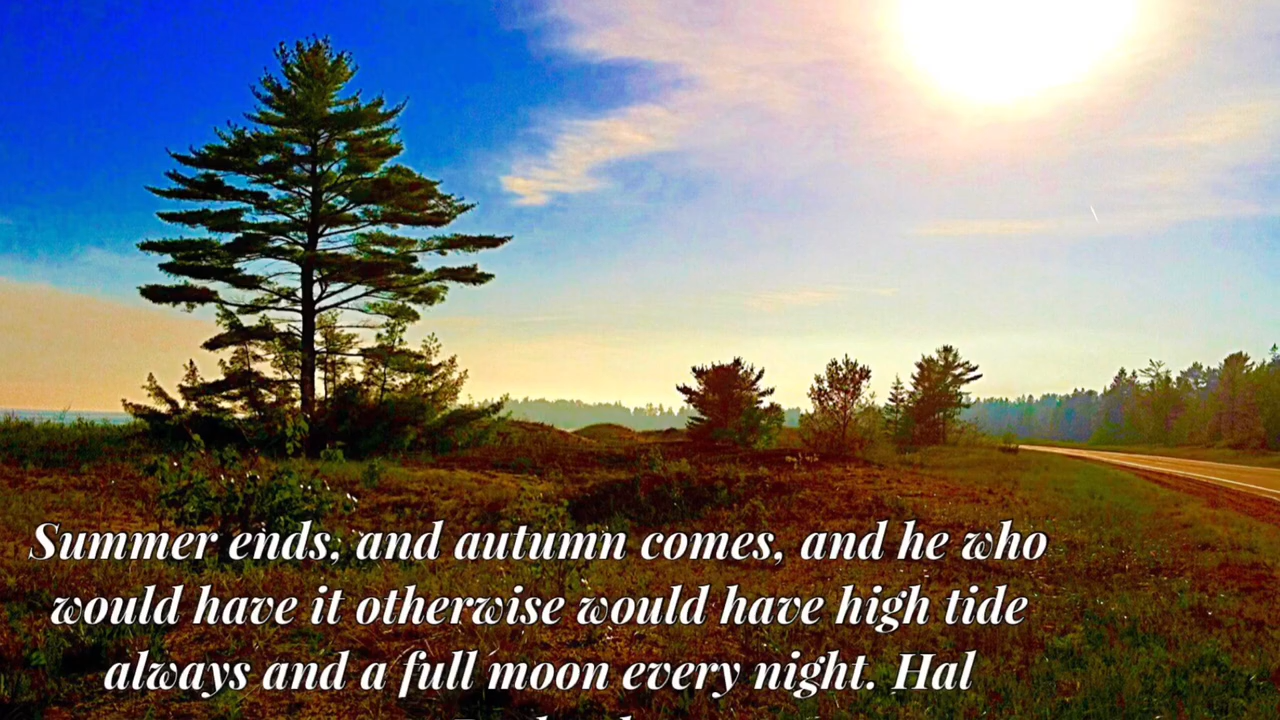 Summer ends, and autumn comes, and he who
would have it otherwise would have high tide
always and a full moon every night. Hal